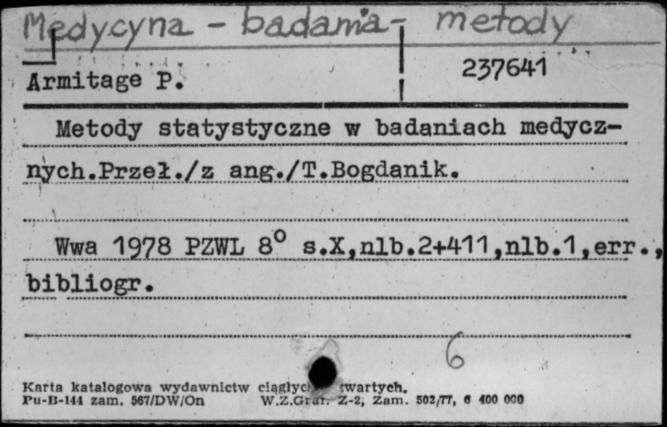 Medycyna - badania - metody
Armitage P. 237641
Metody statystyczne w badaniach medycz-
nych.Przeł./z ang./T.Bogdanik.
Wwa 1978 PZWL 8° s.X,nlb.2+411,nlb.1,err.,
bibliogr.
6
Karta katalogowa wydawnictw
Pu-B-144 zam. 567/DW/On W.Z.Graf. Z-2, Zam. 502/77, 6 400 000